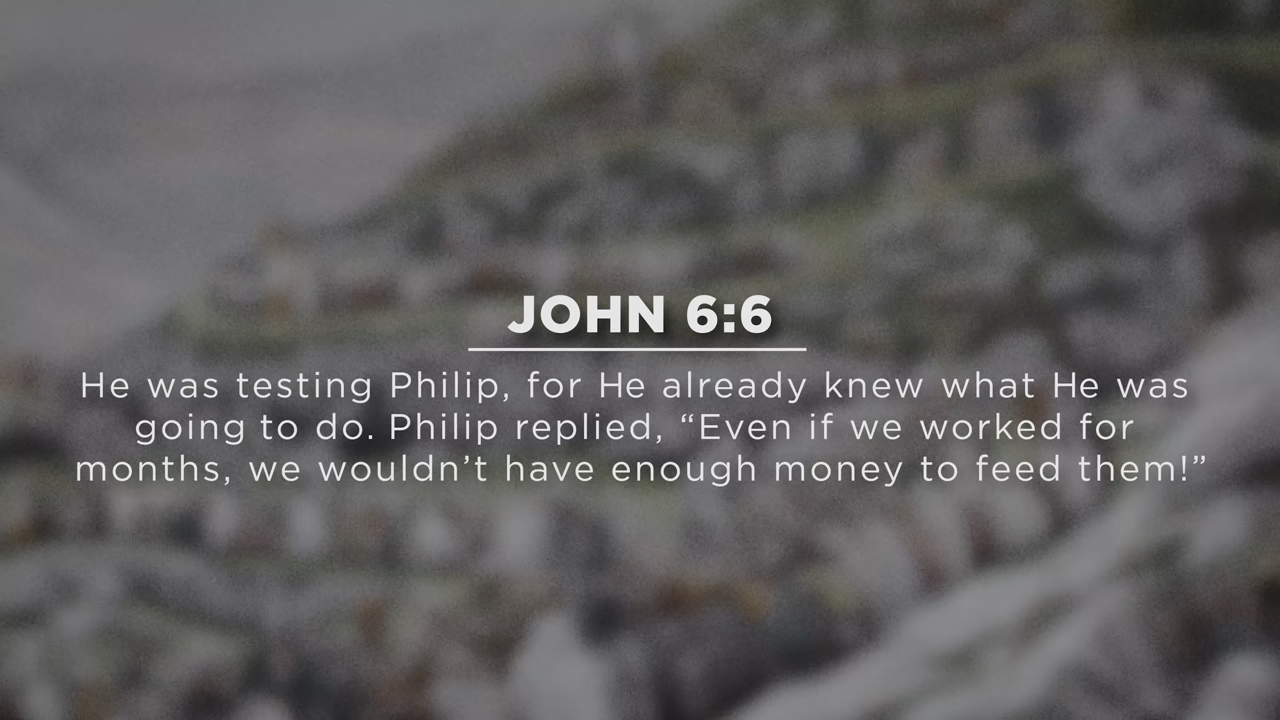 JOHN 6:6
He was testing Philip, for He already knew what He was
going to do. Philip replied, “Even if we worked for
months, we wouldn’t have enough money to feed them!”